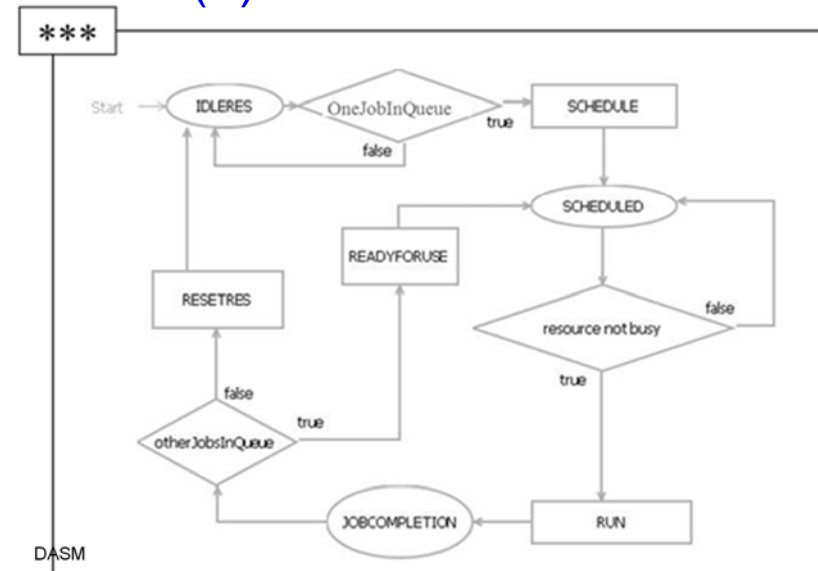 ***
Start
IDLERES
OneJobInQueue
true
SCHEDULE
false
SCHEDULED
READYFORUSE
RESETRES
resource not busy
false
true
false
true
otherJobsInQueue
JOBCOMPLETION
RUN
DASM